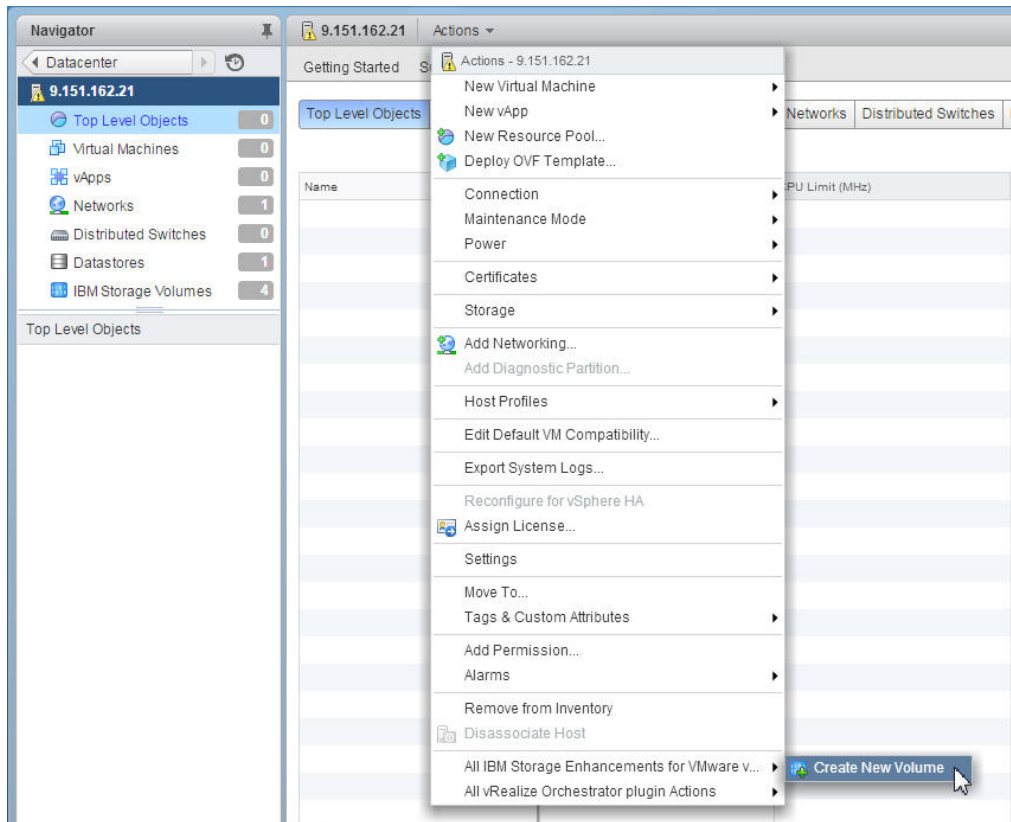 Navigator
9.151.162.21
Actions
Datacenter
Getting Started
Actions - 9.151.162.21
9.151.162.21
New Virtual Machine
Top Level Objects 0
Top Level Objects
New vApp
Networks
Distributed Switches
Virtual Machines 0
New Resource Pool...
Deploy OVF Template...
vApps 0
Name
CPU Limit (MHz)
Connection
Networks 1
Maintenance Mode
Distributed Switches 0
Power
Datastores 1
Certificates
IBM Storage Volumes 4
Storage
Top Level Objects
Add Networking...
Add Diagnostic Partition...
Host Profiles
Edit Default VM Compatibility...
Export System Logs...
Reconfigure for vSphere HA
Assign License...
Settings
Move To...
Tags & Custom Attributes
Add Permission...
Alarms
Remove from Inventory
Disassociate Host
All IBM Storage Enhancements for VMware v...
Create New Volume
All vRealize Orchestrator plugin Actions